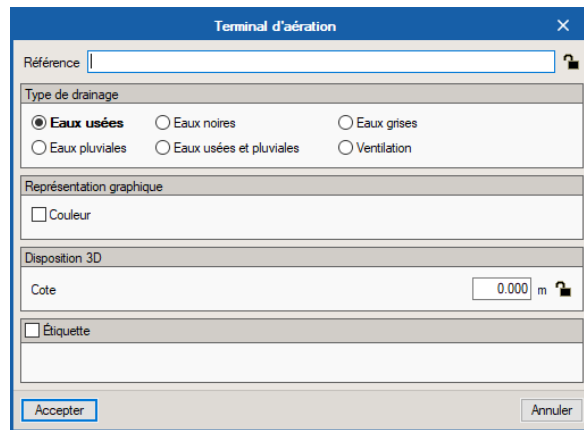 Terminal d'aération
Référence
Type de drainage
Eaux usées Eaux noires Eaux grises
Eaux pluviales Eaux usées et pluviales Ventilation
Représentation graphique
Couleur
Disposition 3D
Cote 0.000 m
Étiquette
Accepter Annuler